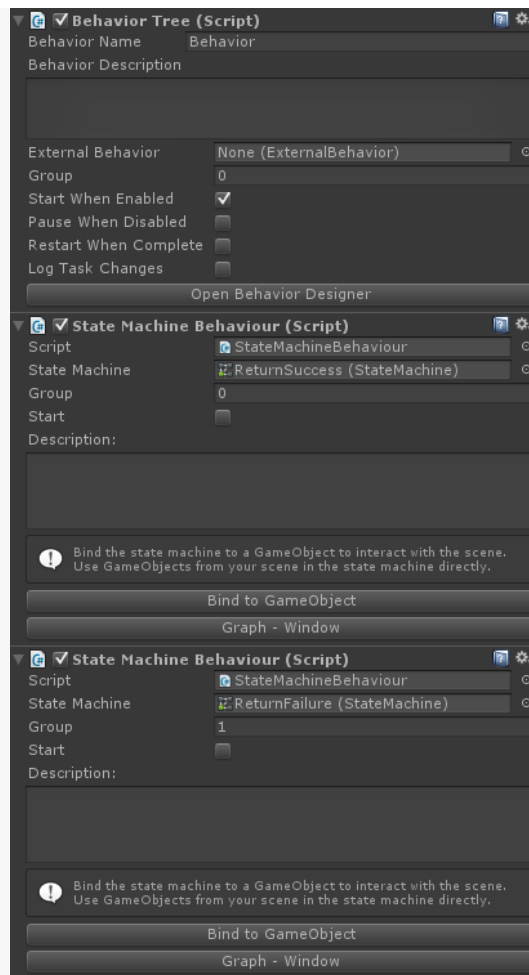 Behavior Tree (Script)
Behavior Name Behavior
Behavior Description
External Behavior None (ExternalBehavior)
Group 0
Start When Enabled
Pause When Disabled
Restart When Complete
Log Task Changes
Open Behavior Designer
State Machine Behaviour (Script)
Script StateMachineBehaviour
State Machine ReturnSuccess (StateMachine)
Group 0
Start
Description:
Bind the state machine to a GameObject to interact with the scene.
Use GameObjects from your scene in the state machine directly.
Bind to GameObject
Graph - Window
State Machine Behaviour (Script)
Script StateMachineBehaviour
State Machine ReturnFailure (StateMachine)
Group 1
Start
Description:
Bind the state machine to a GameObject to interact with the scene.
Use GameObjects from your scene in the state machine directly.
Bind to GameObject
Graph - Window